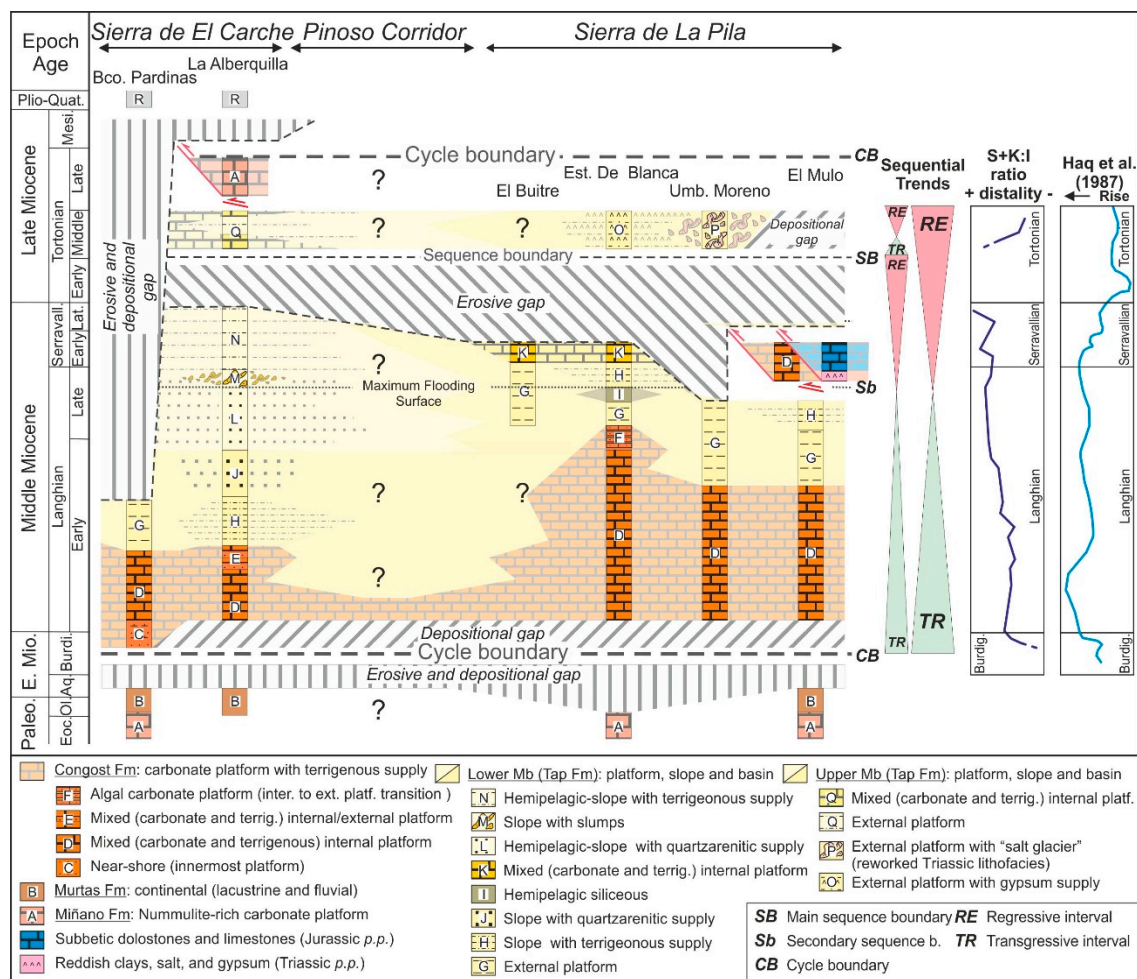 Epoch
Age
Sierra de El Carche
Pinoso Corridor
Sierra de La Pila
Bco. Pardinas
La Alberquilla
Plio-Quat.
R
R
Late Miocene
Mesi.
Tortonian
Late
Middle
Early
Middle Miocene
Serravall.
Lat.
Early
Langhian
Late
Early
E. Mio.
Burdi.
Aq.
Paleo.
Ol.
Eoc.
Erosive and
depositional
gap
Cycle boundary
CB
A
?
El Buitre
Est. De Blanca
Umb. Moreno
El Mulo
Q
?
?
O
P
Depositional
gap
Sequence boundary
SB
Erosive gap
N
?
K
K
D
M
Maximum Flooding
Surface
H
G
I
Sb
L
G
H
F
G
G
J
?
?
G
H
E
D
D
D
D
D
?
C
Depositional gap
Cycle boundary
CB
Erosive and depositional gap
B
B
?
B
A
A
A
Sequential
Trends
RE
RE
TR
RE
TR
TR
S+K:I
ratio
+ distality -
Tortonian
Serravallian
Langhian
Burdig.
Haq et al.
(1987)
Rise
Tortonian
Serravallian
Langhian
Burdig.
Congost Fm: carbonate platform with terrigenous supply
F Algal carbonate platform (inter. to ext. platf. transition )
E Mixed (carbonate and terrig.) internal/external platform
D Mixed (carbonate and terrigenous) internal platform
C Near-shore (innermost platform)
B Murtas Fm: continental (lacustrine and fluvial)
A Miñano Fm: Nummulite-rich carbonate platform
Subbetic dolostones and limestones (Jurassic p.p.)
Reddish clays, salt, and gypsum (Triassic p.p.)
Lower Mb (Tap Fm): platform, slope and basin
N Hemipelagic-slope with terrigeonous supply
M Slope with slumps
L Hemipelagic-slope with quartzarenitic supply
K Mixed (carbonate and terrig.) internal platform
I Hemipelagic siliceous
J Slope with quartzarenitic supply
H Slope with terrigeonous supply
G External platform
Upper Mb (Tap Fm): platform, slope and basin
Q Mixed (carbonate and terrig.) internal platf.
Q External platform
P External platform with "salt glacier"
(reworked Triassic lithofacies)
O External platform with gypsum supply
SB Main sequence boundary
RE Regressive interval
Sb Secondary sequence b.
TR Transgressive interval
CB Cycle boundary